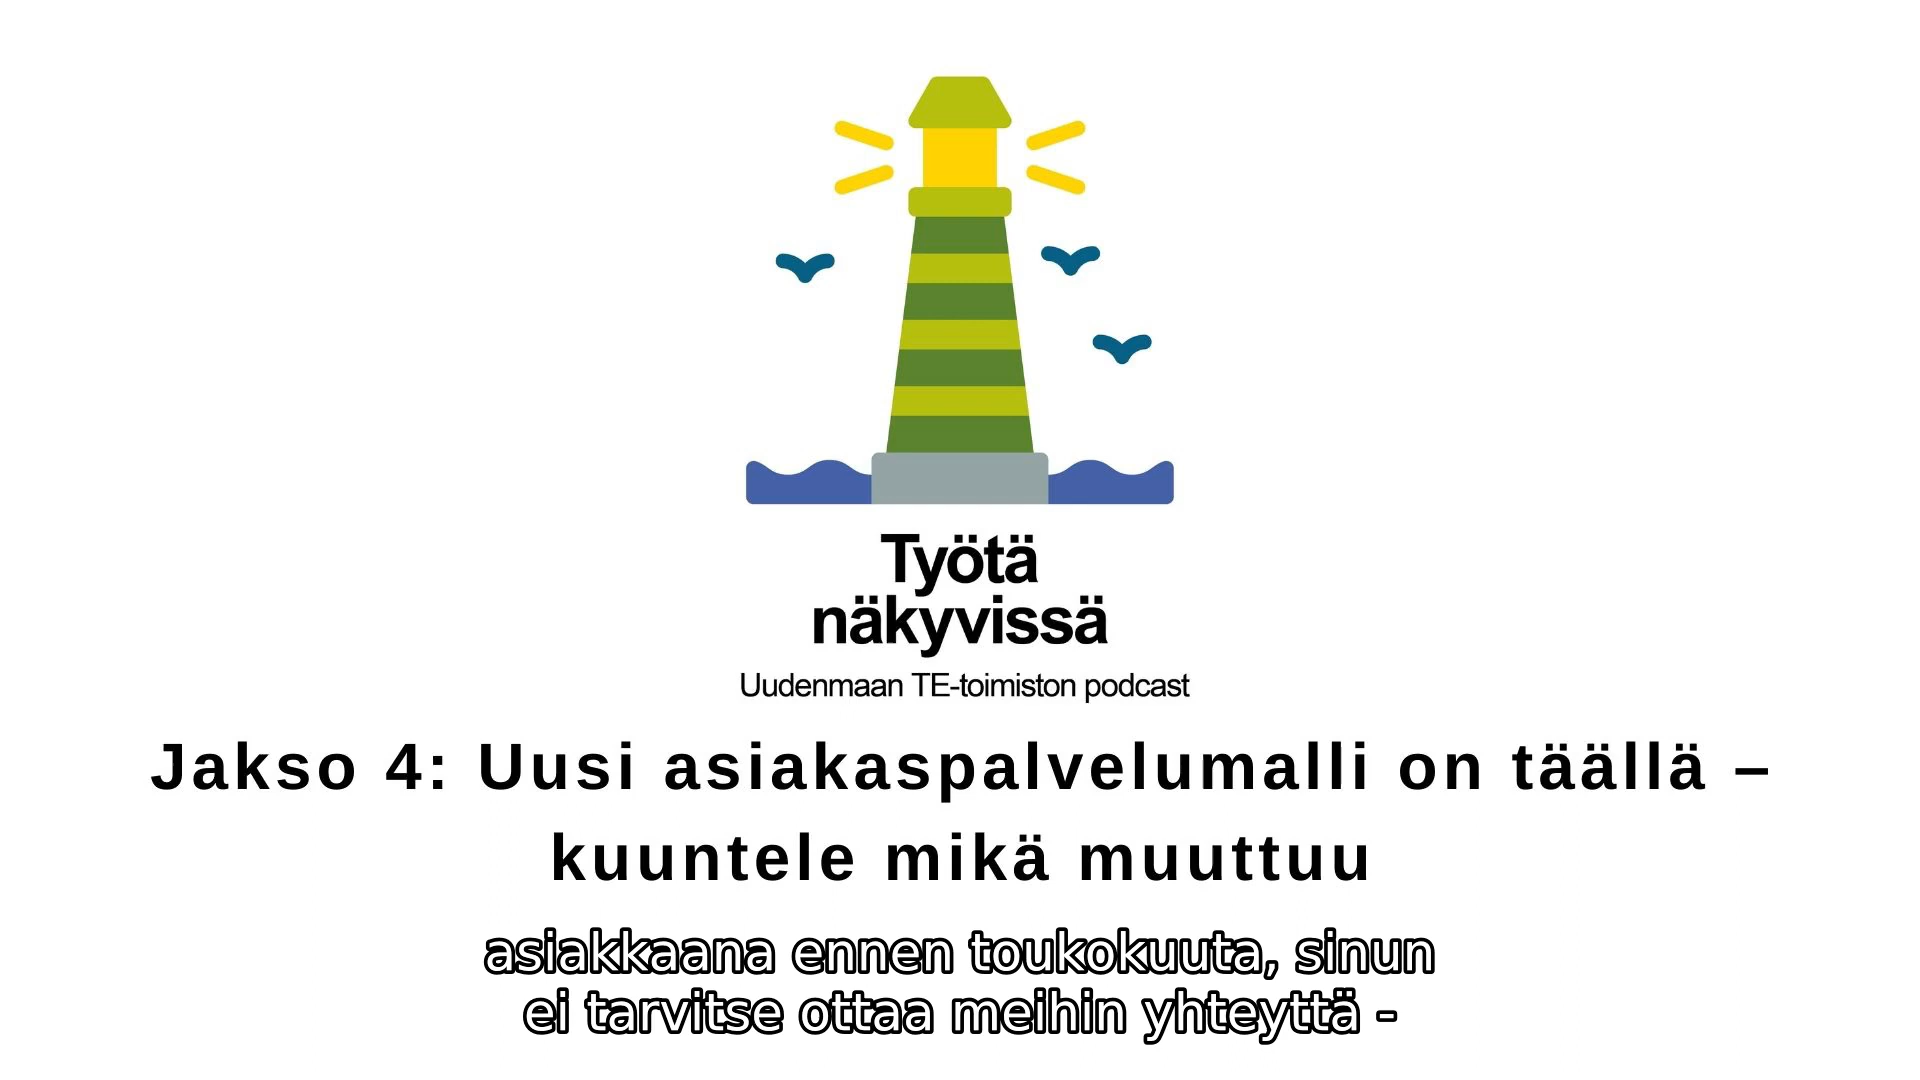 Työtä
näkyvissä
Uudenmaan TE-toimiston podcast
Jakso 4: Uusi asiakaspalvelumalli on täällä –
kuuntele mikä muuttuu
asiakkaana ennen toukokuuta, sinun
ei tarvitse ottaa meihin yhteyttä -